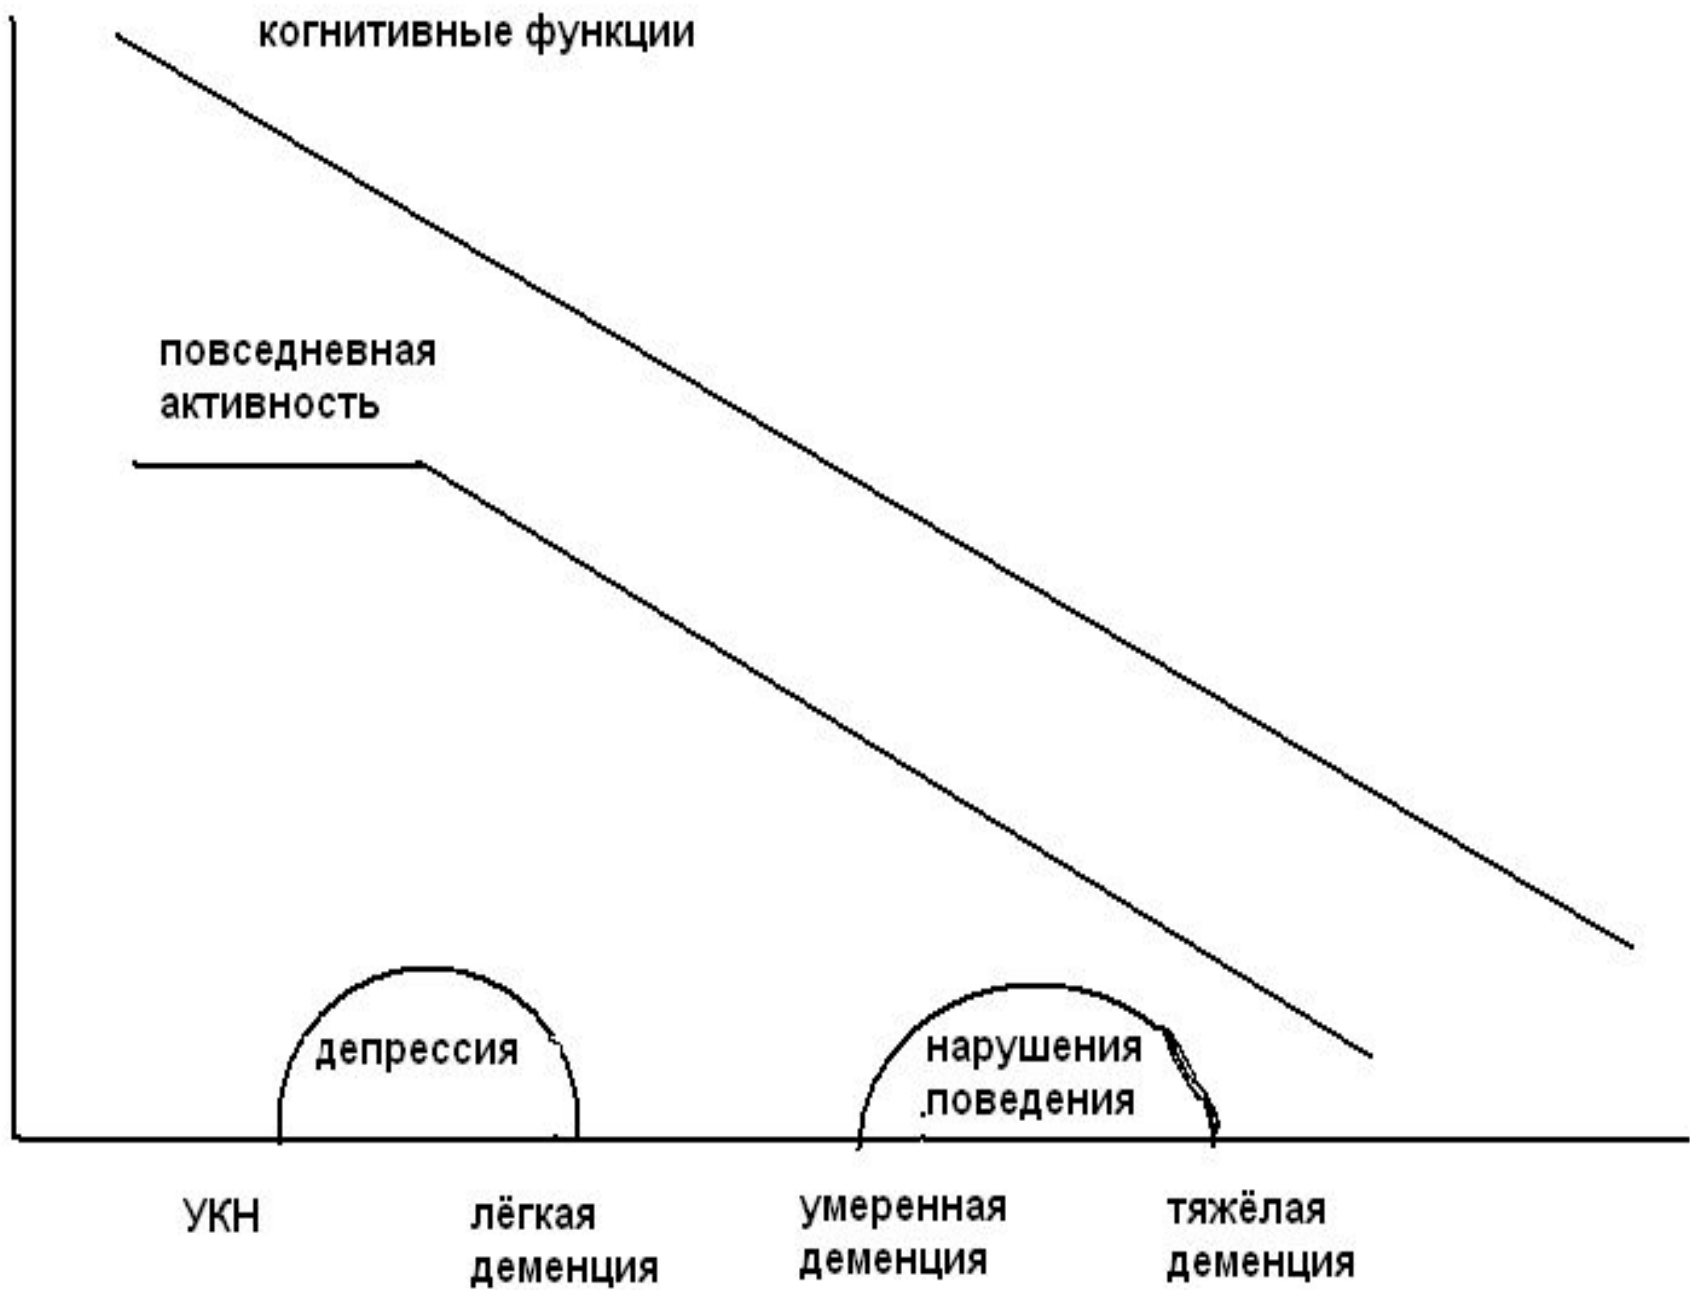 когнитивные функции
повседневная
активность
депрессия
нарушения
поведения
УКН
лёгкая
деменция
умеренная
деменция
тяжёлая
деменция